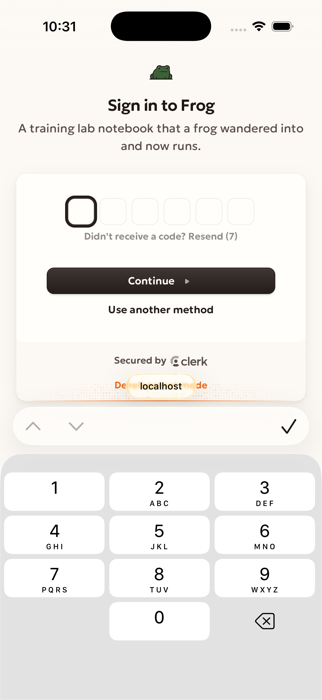 10:31
Sign in to Frog
A training lab notebook that a frog wandered into
and now runs.
Didn't receive a code? Resend (7)
Continue
Use another method
Secured by clerk
localhost
1
2
ABC
3
DEF
4
GHI
5
JKL
6
MNO
7
PQRS
8
TUV
9
WXYZ
0